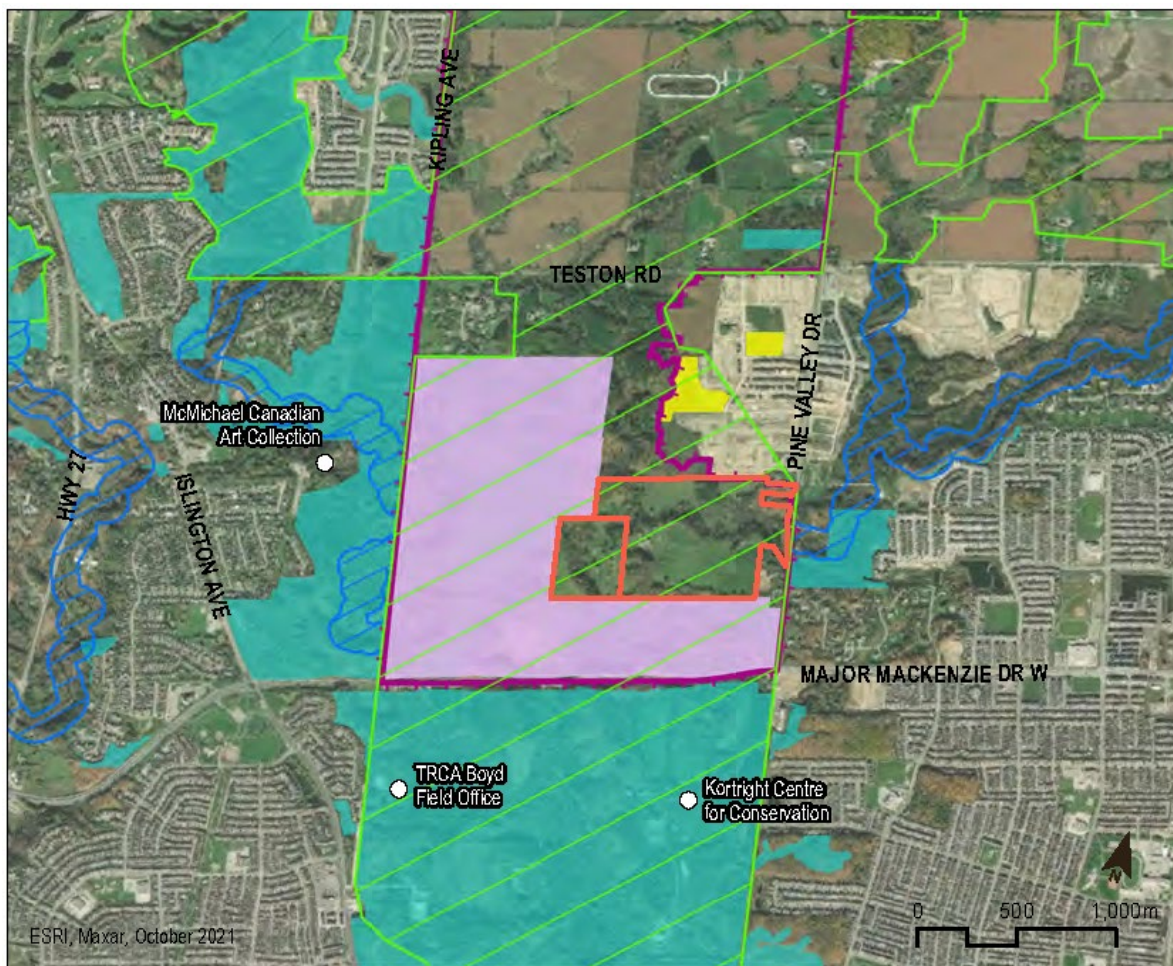 KIPLING AVE
TESTON RD
PINE VALLEY DR
McMichael Canadian
Art Collection
HWY 27
ISLINGTON AVE
MAJOR MACKENZIE DR W
TRCA Boyd
Field Office
Kortright Centre
for Conservation
N
0 500 1,000m
ESRI, Maxar, October 2021